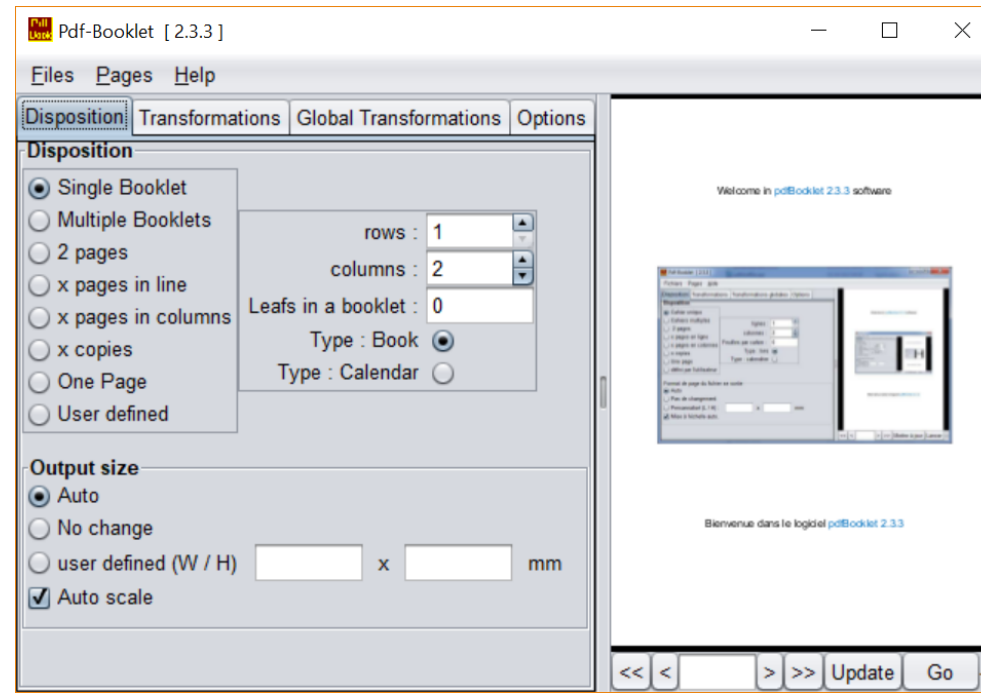 Pdf-Booklet [ 2.3.3 ]
Files Pages Help
Disposition Transformations Global Transformations Options
Disposition
Single Booklet
Multiple Booklets
2 pages
x pages in line
x pages in columns
x copies
One Page
User defined
rows : 1
columns : 2
Leafs in a booklet : 0
Type : Book
Type : Calendar
Output size
Auto
No change
user defined (W / H) x mm
Auto scale
Welcome in pdfBooklet 2.3.3 software
Bienvenue dans le logiciel pdfBooklet 2.3.3
<< < > >> Update Go